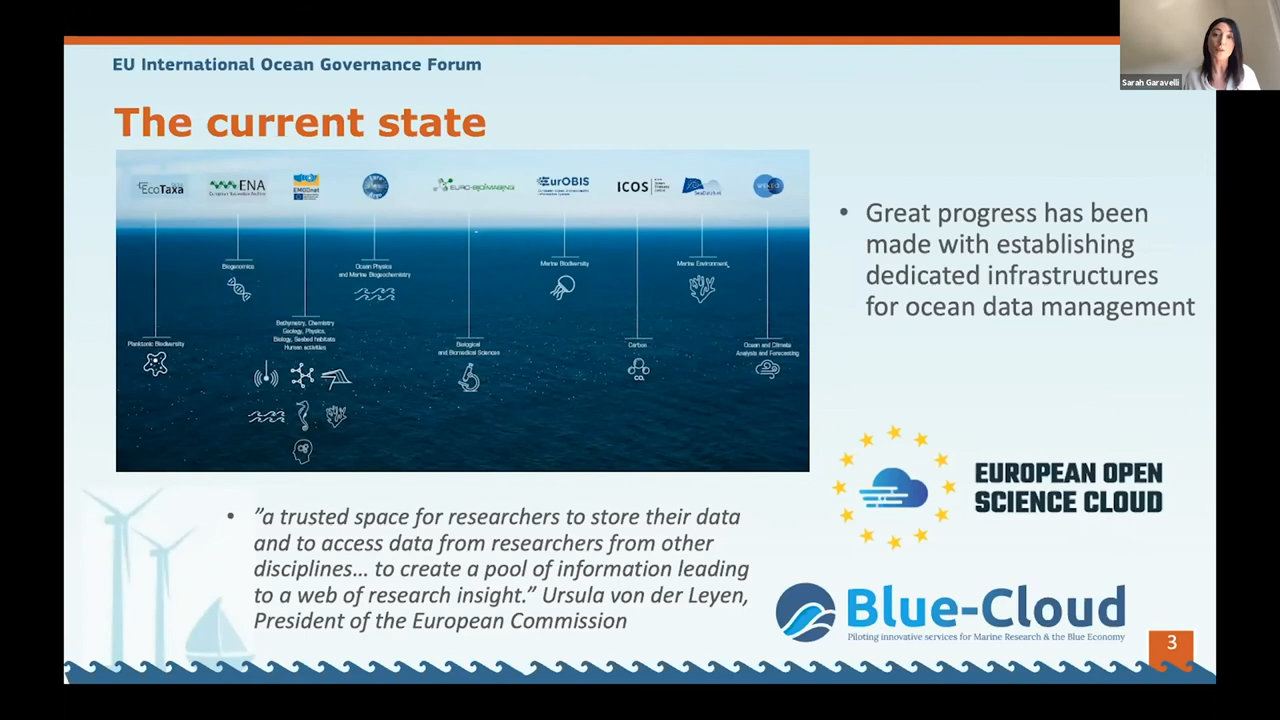 Sarah Garavelli
EU International Ocean Governance Forum
The current state
EcoTaxa
ENA
EMODnet
EURO-BIOIMAGING
EurOBIS
ICOS
SeaDataNet
WEKEO
Biogenomics
Ocean Physics
and Marine Biogeochemistry
Marine Biodiversity
Marine Environment
Planktonic Biodiversity
Bathymetry, Chemistry
Geology, Physics,
Biology, Seabed habitats
Human activities
Biological
and Biomedical Sciences
Carbon
CO₂
Ocean and Climate
Analysis and Forecasting
• Great progress has been
made with establishing
dedicated infrastructures
for ocean data management
EUROPEAN OPEN
SCIENCE CLOUD
• ”a trusted space for researchers to store their data
and to access data from researchers from other
disciplines… to create a pool of information leading
to a web of research insight.” Ursula von der Leyen,
President of the European Commission
Blue-Cloud
Piloting innovative services for Marine Research & the Blue Economy
3